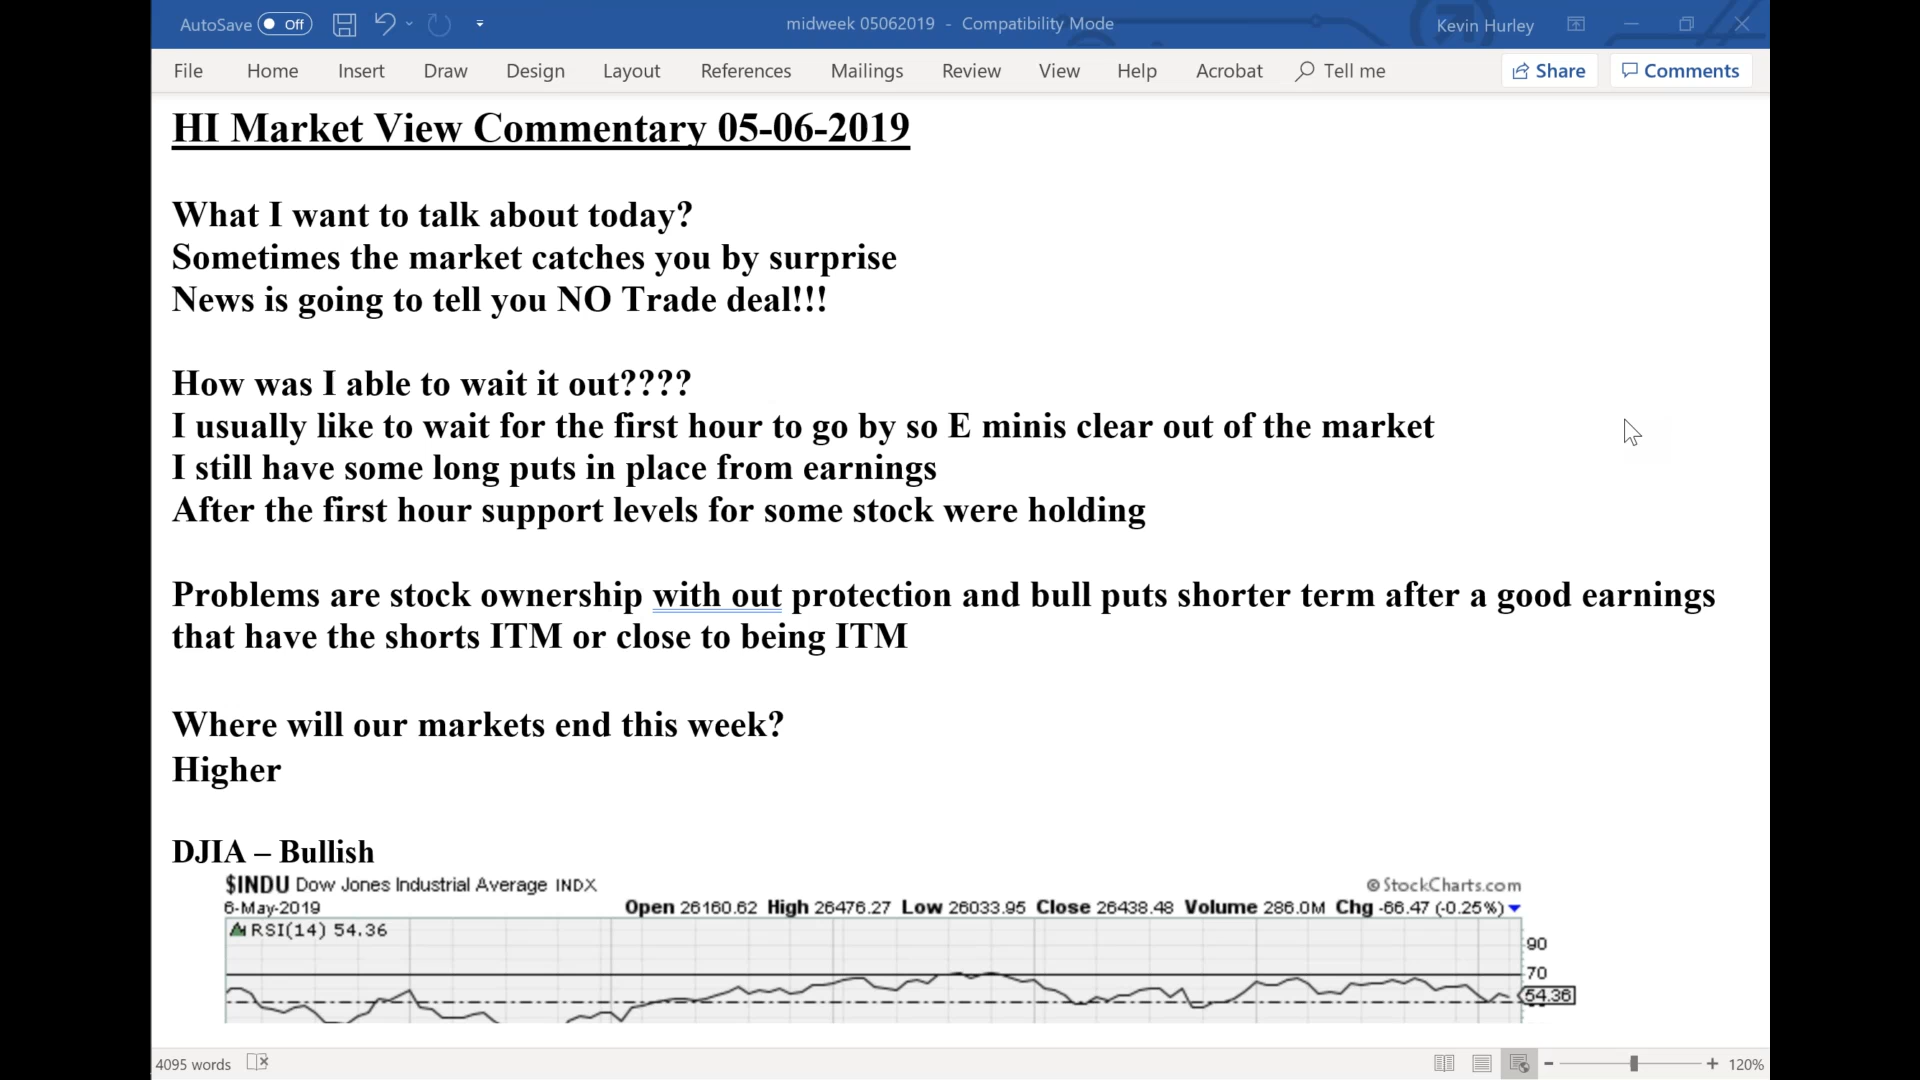 AutoSave Off midweek 05062019 - Compatibility Mode Kevin Hurley
File Home Insert Draw Design Layout References Mailings Review View Help Acrobat Tell me Share Comments
HI Market View Commentary 05-06-2019
What I want to talk about today?
Sometimes the market catches you by surprise
News is going to tell you NO Trade deal!!!
How was I able to wait it out????
I usually like to wait for the first hour to go by so E minis clear out of the market
I still have some long puts in place from earnings
After the first hour support levels for some stock were holding
Problems are stock ownership with out protection and bull puts shorter term after a good earnings
that have the shorts ITM or close to being ITM
Where will our markets end this week?
Higher
DJIA – Bullish
$INDU Dow Jones Industrial Average INDX © StockCharts.com
6-May-2019 Open 26160.62 High 26476.27 Low 26033.95 Close 26438.48 Volume 286.0M Chg -66.47 (-0.25%)
RSI(14) 54.36
90
70
54.36
4095 words 120%